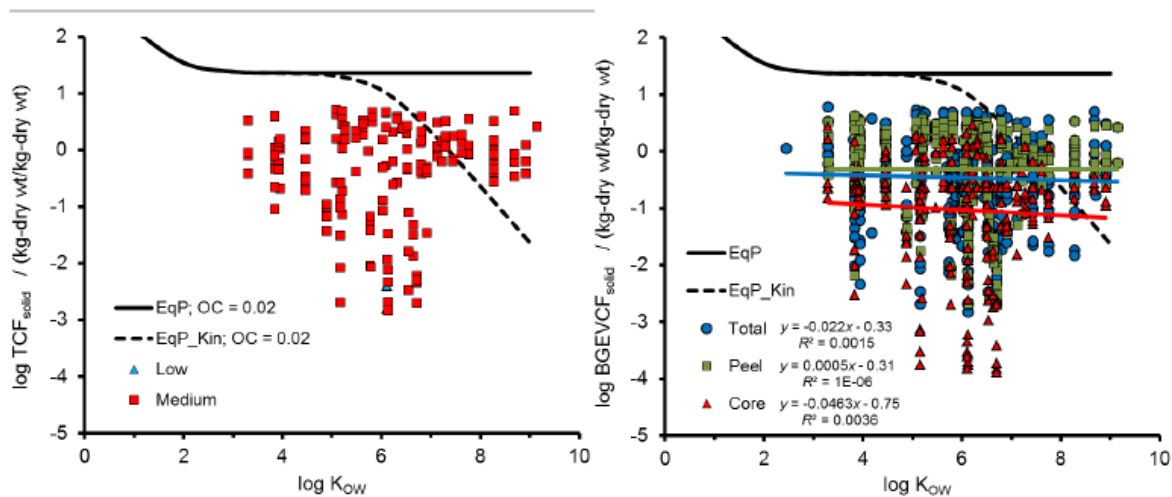 log TCFsolid / (kg-dry wt/kg-dry wt)
2
1
0
-1
-2
-3
-4
-5
EqP; OC = 0.02
EqP_Kin; OC = 0.02
Low
Medium
0 2 4 6 8 10
log KOW
log BGEVCFsolid / (kg-dry wt/kg-dry wt)
2
1
0
-1
-2
-3
-4
-5
EqP
EqP_Kin
Total y = -0.022x - 0.33
R² = 0.0015
Peel y = 0.0005x - 0.31
R² = 1E-06
Core y = -0.0463x - 0.75
R² = 0.0036
0 2 4 6 8 10
log KOW